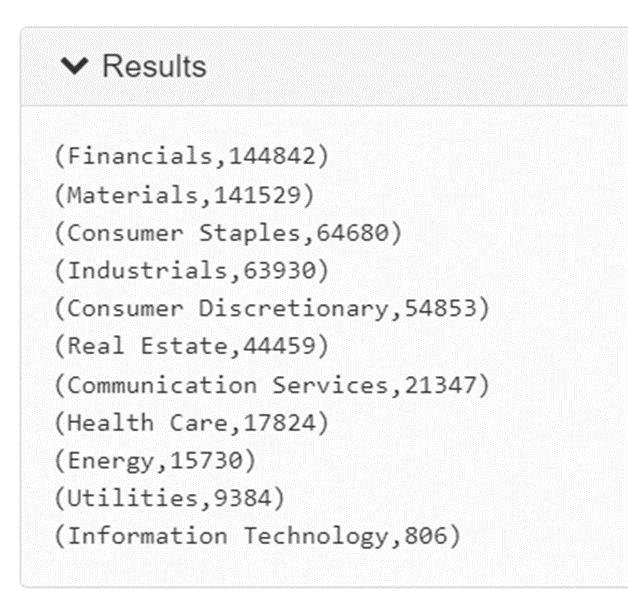 Results
(Financials,144842)
(Materials,141529)
(Consumer Staples,64680)
(Industrials,63930)
(Consumer Discretionary,54853)
(Real Estate,44459)
(Communication Services,21347)
(Health Care,17824)
(Energy,15730)
(Utilities,9384)
(Information Technology,806)